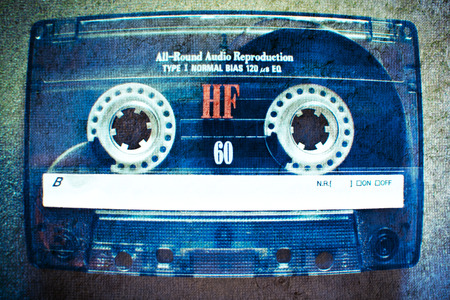 All-Round Audio Reproduction
TYPE I NORMAL BIAS 120 µs EQ
HF
60
B N.R.[ ] □ON □OFF